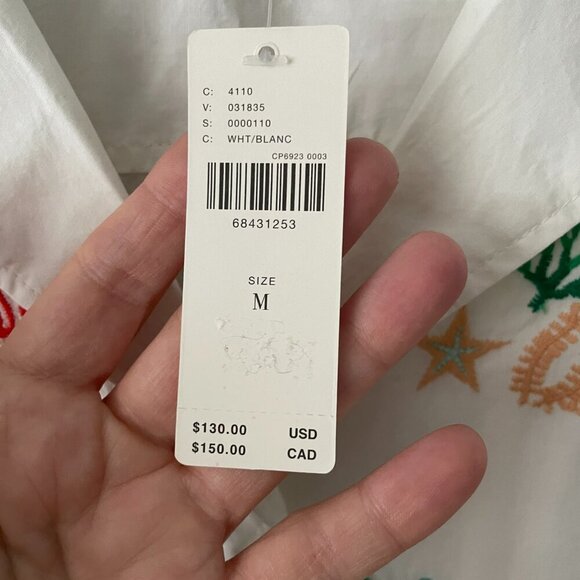 C: 4110
V: 031835
S: 0000110
C: WHT/BLANC
CP6923 0003
68431253
SIZE
M
$130.00 USD
$150.00 CAD